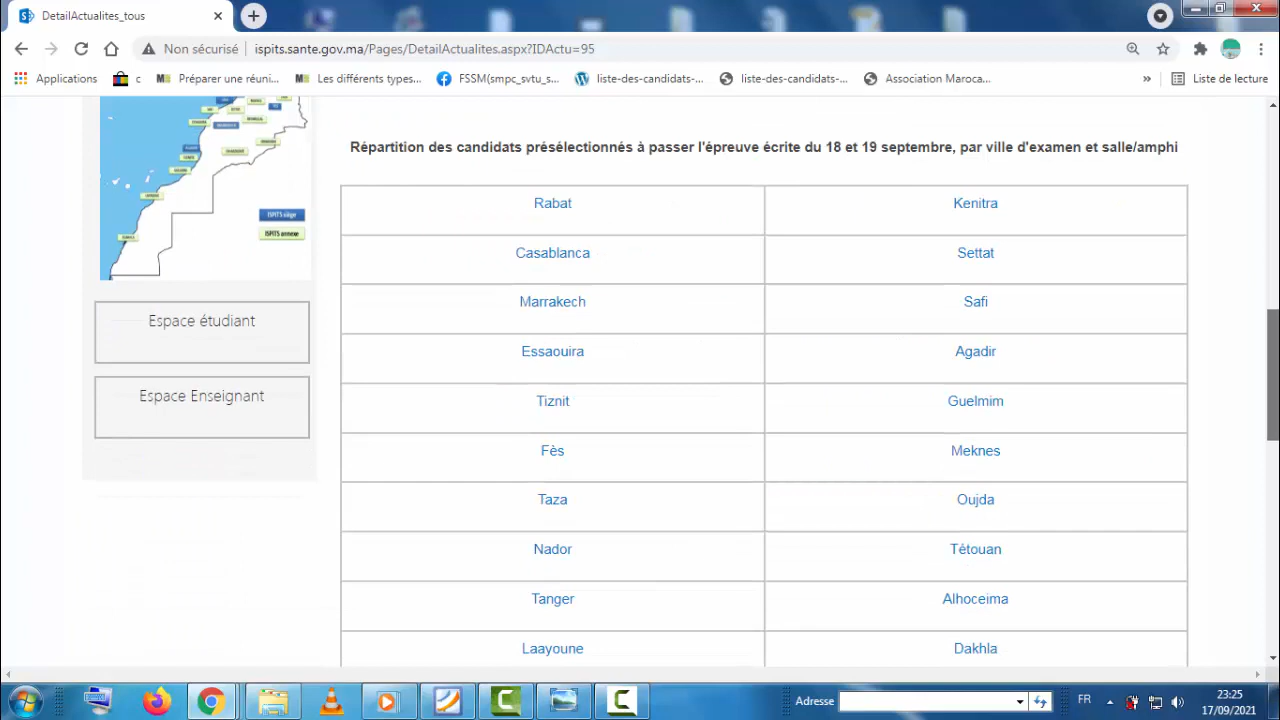 DetailActualites_tous
Non sécurisé
ispits.sante.gov.ma/Pages/DetailActualites.aspx?IDActu=95
Applications
c
Préparer une réuni...
Les différents types...
FSSM(smpc_svtu_s...
liste-des-candidats-...
liste-des-candidats-...
Association Maroca...
»
Liste de lecture
ISPITS siège
ISPITS annexe
Espace étudiant
Espace Enseignant
Répartition des candidats présélectionnés à passer l'épreuve écrite du 18 et 19 septembre, par ville d'examen et salle/amphi
Rabat Kenitra
Casablanca Settat
Marrakech Safi
Essaouira Agadir
Tiznit Guelmim
Fès Meknes
Taza Oujda
Nador Tétouan
Tanger Alhoceima
Laayoune Dakhla
Adresse
FR
23:25
17/09/2021